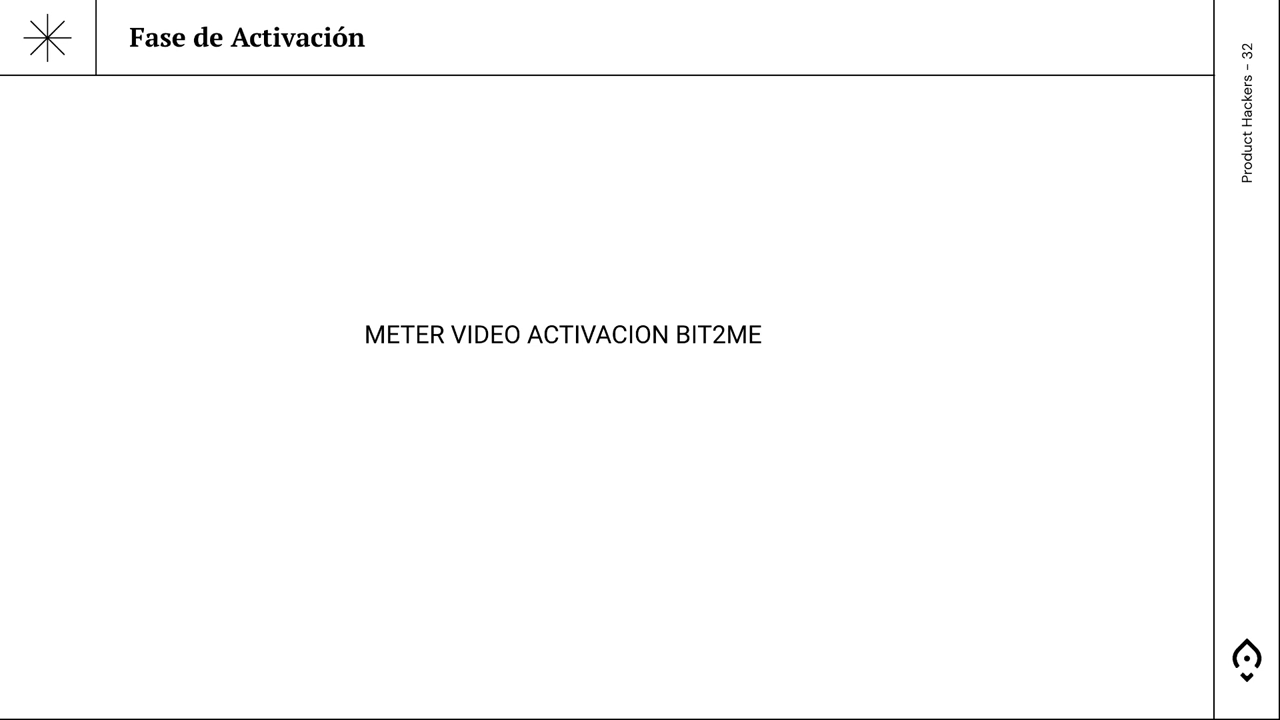 Fase de Activación
METER VIDEO ACTIVACION BIT2ME
Product Hackers – 32